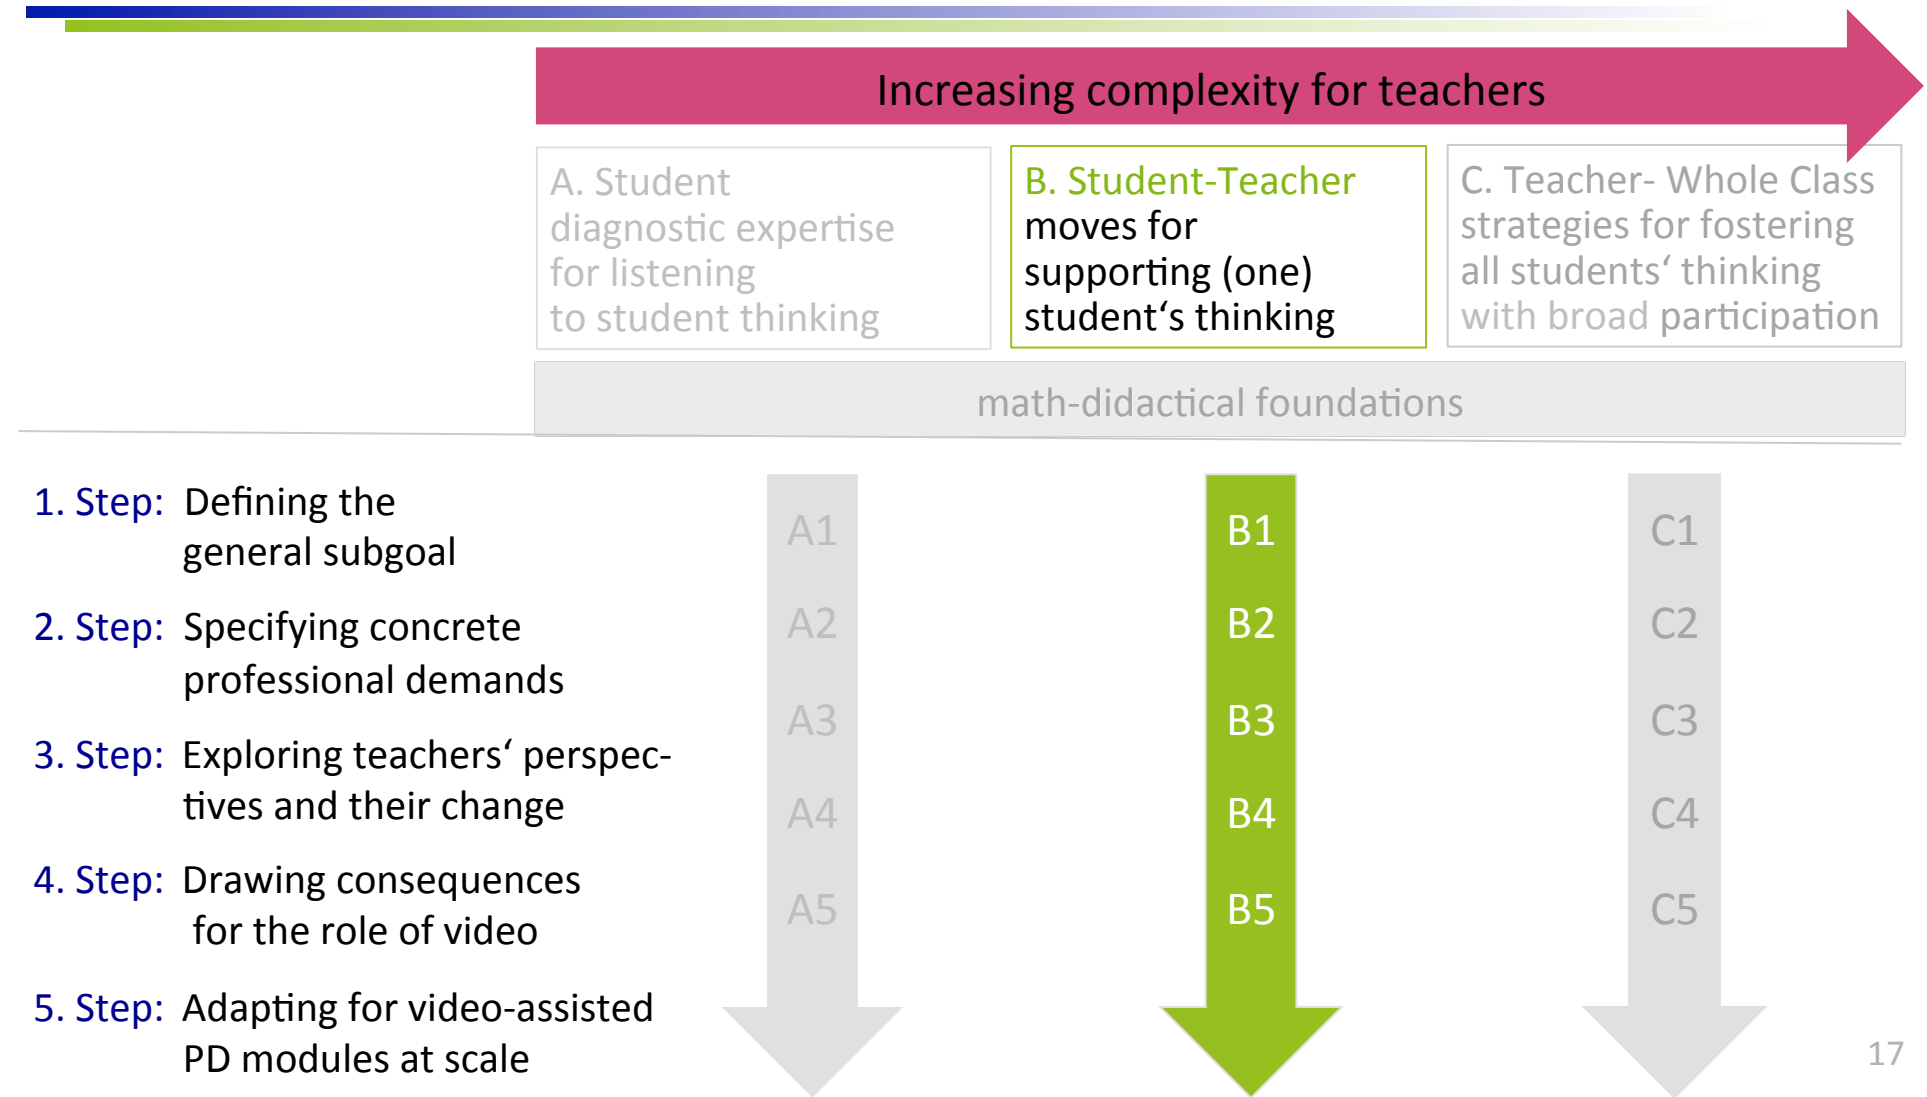 Increasing complexity for teachers
A. Student
diagnostic expertise
for listening
to student thinking
B. Student-Teacher
moves for
supporting (one)
student‘s thinking
C. Teacher- Whole Class
strategies for fostering
all students‘ thinking
with broad participation
math-didactical foundations
1. Step: Defining the
general subgoal
2. Step: Specifying concrete
professional demands
3. Step: Exploring teachers‘ perspec-
tives and their change
4. Step: Drawing consequences
for the role of video
5. Step: Adapting for video-assisted
PD modules at scale
A1
A2
A3
A4
A5
B1
B2
B3
B4
B5
C1
C2
C3
C4
C5
17